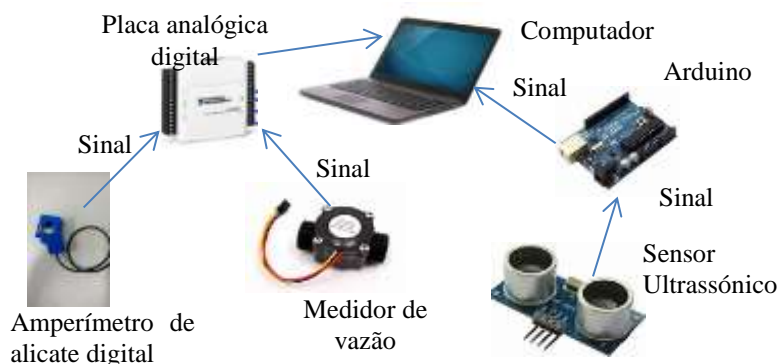 Placa analógica
digital
Computador
Arduino
Sinal
Sinal
Sinal
Sinal
Sensor
Ultrassónico
Medidor de
vazão
Amperímetro de
alicate digital